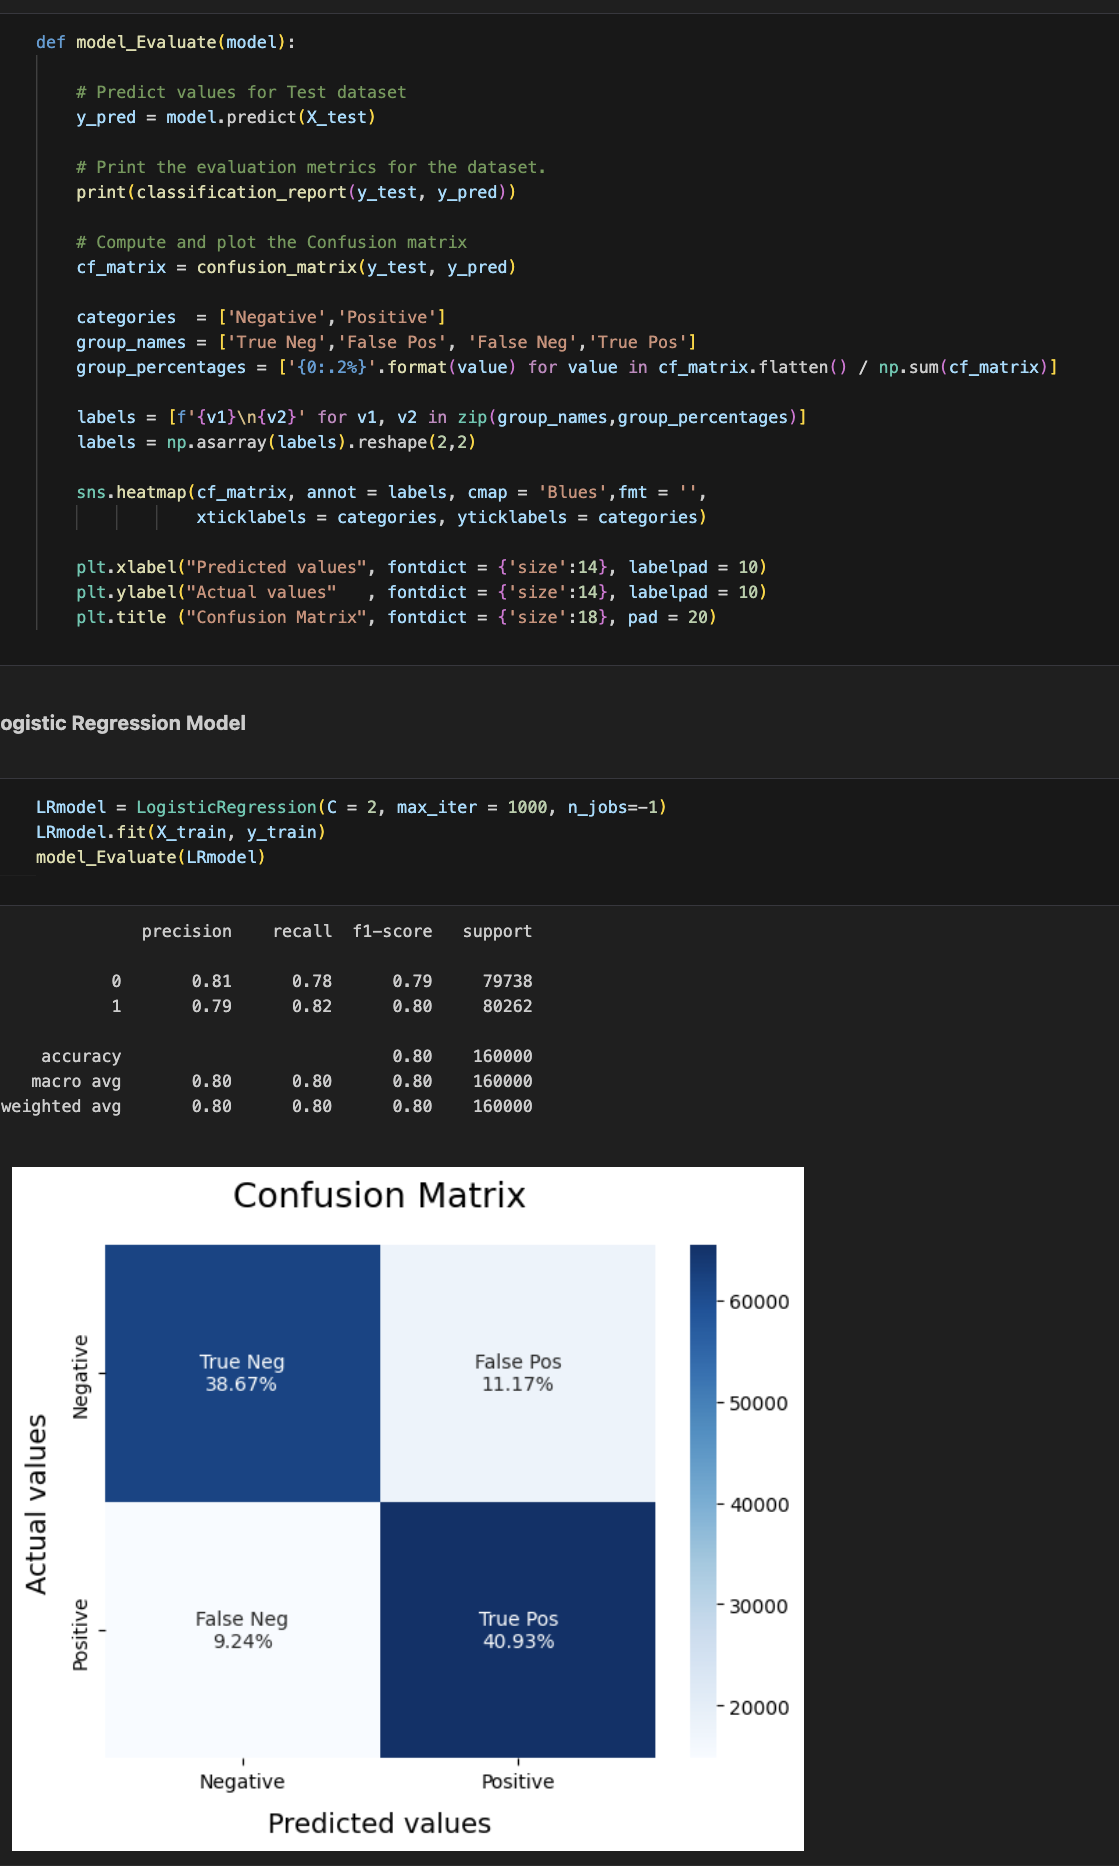 def model_Evaluate(model):
# Predict values for Test dataset
y_pred = model.predict(X_test)
# Print the evaluation metrics for the dataset.
print(classification_report(y_test, y_pred))
# Compute and plot the Confusion matrix
cf_matrix = confusion_matrix(y_test, y_pred)
categories  = ['Negative','Positive']
group_names = ['True Neg','False Pos', 'False Neg','True Pos']
group_percentages = ['{0:.2%}'.format(value) for value in cf_matrix.flatten() / np.sum(cf_matrix)]
labels = [f'{v1}\n{v2}' for v1, v2 in zip(group_names,group_percentages)]
labels = np.asarray(labels).reshape(2,2)
sns.heatmap(cf_matrix, annot = labels, cmap = 'Blues',fmt = '',
xticklabels = categories, yticklabels = categories)
plt.xlabel("Predicted values", fontdict = {'size':14}, labelpad = 10)
plt.ylabel("Actual values"   , fontdict = {'size':14}, labelpad = 10)
plt.title ("Confusion Matrix", fontdict = {'size':18}, pad = 20)
ogistic Regression Model
LRmodel = LogisticRegression(C = 2, max_iter = 1000, n_jobs=-1)
LRmodel.fit(X_train, y_train)
model_Evaluate(LRmodel)
precision recall f1-score support
0 0.81 0.78 0.79 79738
1 0.79 0.82 0.80 80262
accuracy 0.80 160000
macro avg 0.80 0.80 0.80 160000
weighted avg 0.80 0.80 0.80 160000
Confusion Matrix
True Neg
38.67%
False Pos
11.17%
False Neg
9.24%
True Pos
40.93%
Negative
Positive
Actual values
Negative
Positive
Predicted values
60000
50000
40000
30000
20000